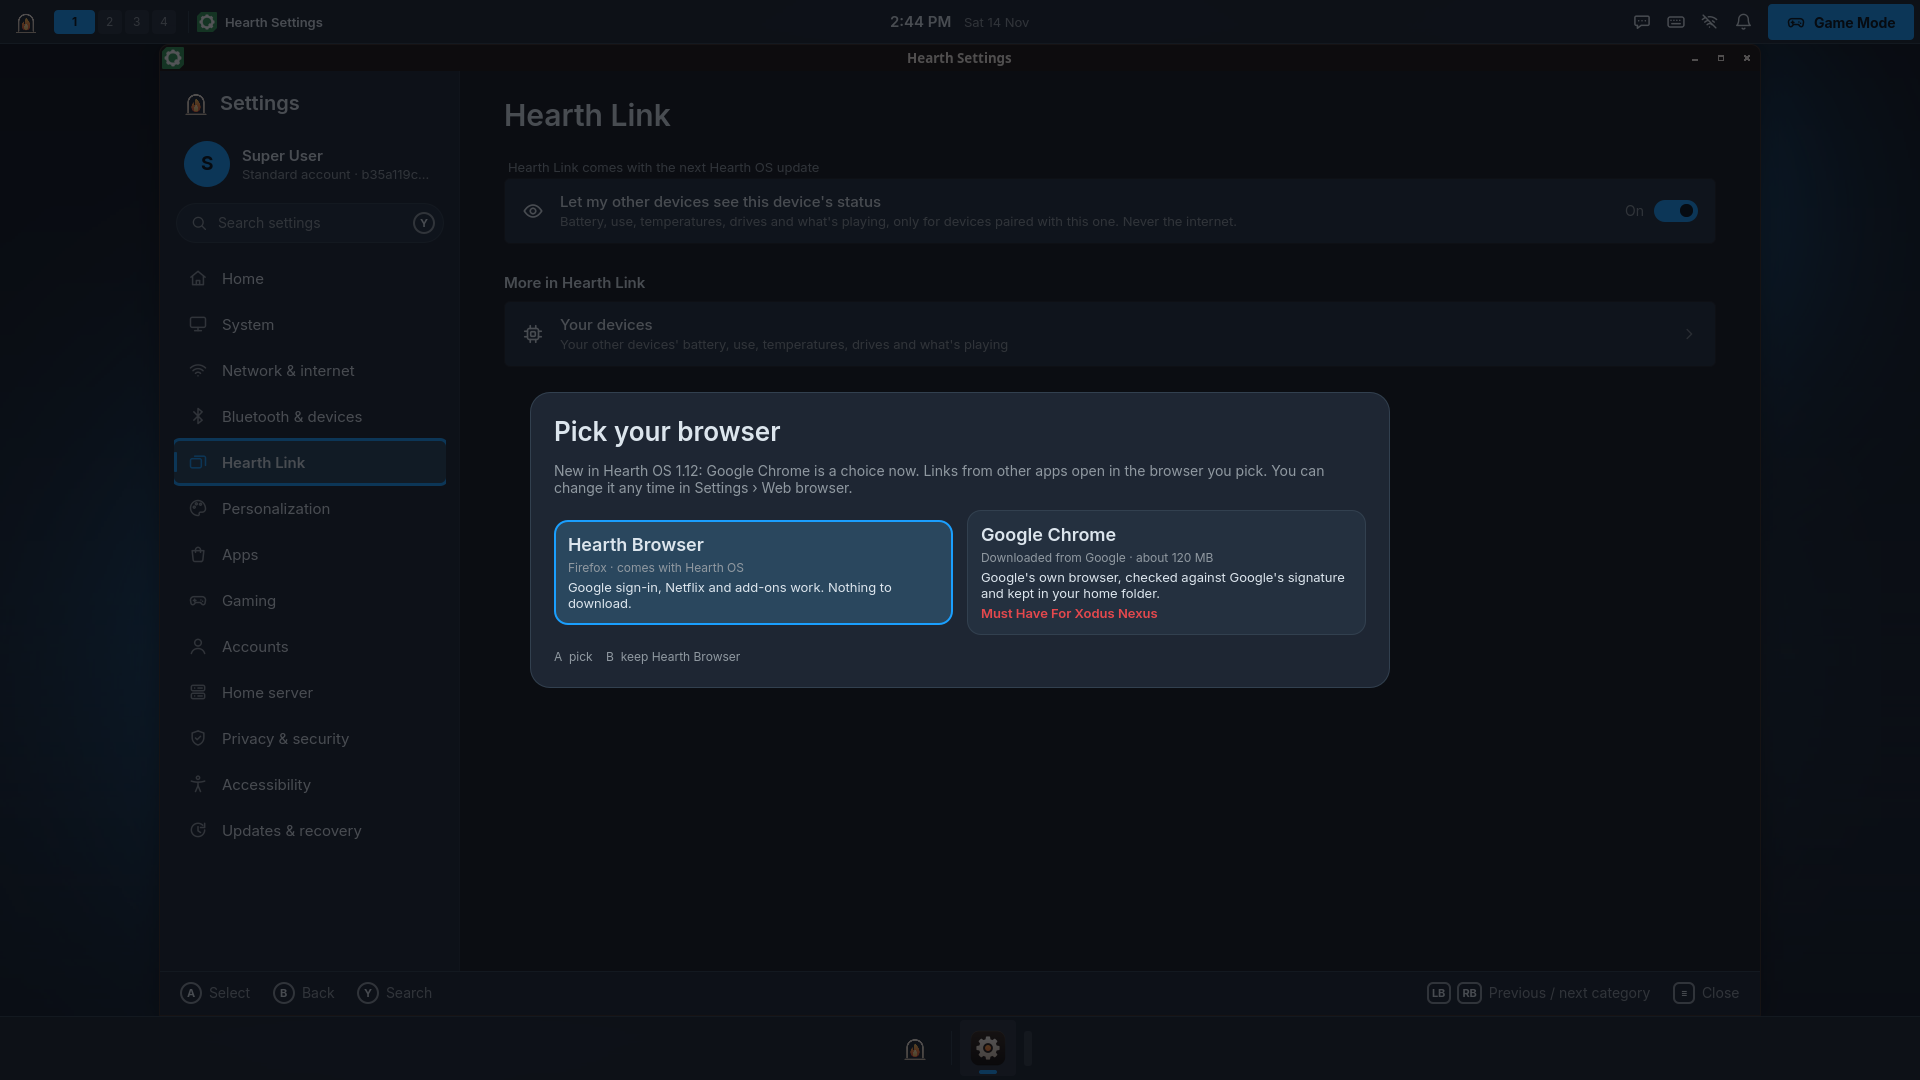 1 2 3 4 Hearth Settings 2:44 PM Sat 14 Nov Game Mode
Hearth Settings
Settings
S
Super User
Standard account · b35a119c...
Search settings Y
Home
System
Network & internet
Bluetooth & devices
Hearth Link
Personalization
Apps
Gaming
Accounts
Home server
Privacy & security
Accessibility
Updates & recovery
Hearth Link
Hearth Link comes with the next Hearth OS update
Let my other devices see this device's status
Battery, use, temperatures, drives and what's playing, only for devices paired with this one. Never the internet.
On
More in Hearth Link
Your devices
Your other devices' battery, use, temperatures, drives and what's playing
Pick your browser
New in Hearth OS 1.12: Google Chrome is a choice now. Links from other apps open in the browser you pick. You can
change it any time in Settings › Web browser.
Hearth Browser
Firefox · comes with Hearth OS
Google sign-in, Netflix and add-ons work. Nothing to
download.
Google Chrome
Downloaded from Google · about 120 MB
Google's own browser, checked against Google's signature
and kept in your home folder.
Must Have For Xodus Nexus
A pick B keep Hearth Browser
A Select B Back Y Search LB RB Previous / next category Close